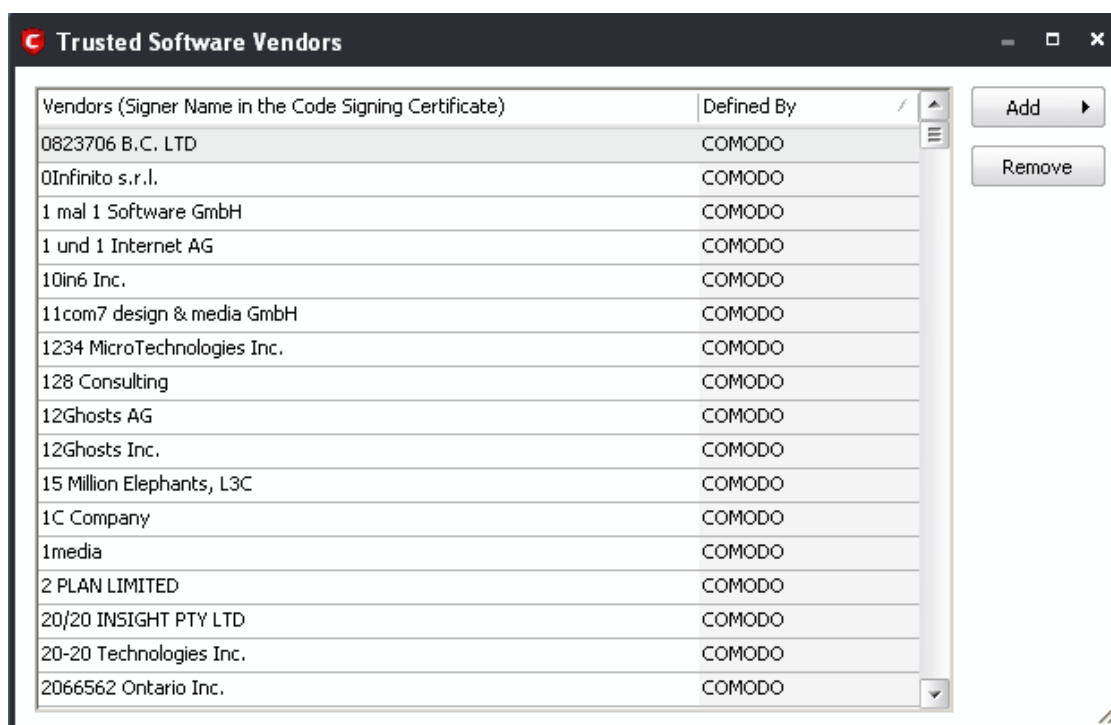 Trusted Software Vendors
Vendors (Signer Name in the Code Signing Certificate) Defined By
Add
0823706 B.C. LTD COMODO
Remove
0Infinito s.r.l. COMODO
1 mal 1 Software GmbH COMODO
1 und 1 Internet AG COMODO
10in6 Inc. COMODO
11com7 design & media GmbH COMODO
1234 MicroTechnologies Inc. COMODO
128 Consulting COMODO
12Ghosts AG COMODO
12Ghosts Inc. COMODO
15 Million Elephants, L3C COMODO
1C Company COMODO
1media COMODO
2 PLAN LIMITED COMODO
20/20 INSIGHT PTY LTD COMODO
20-20 Technologies Inc. COMODO
2066562 Ontario Inc. COMODO